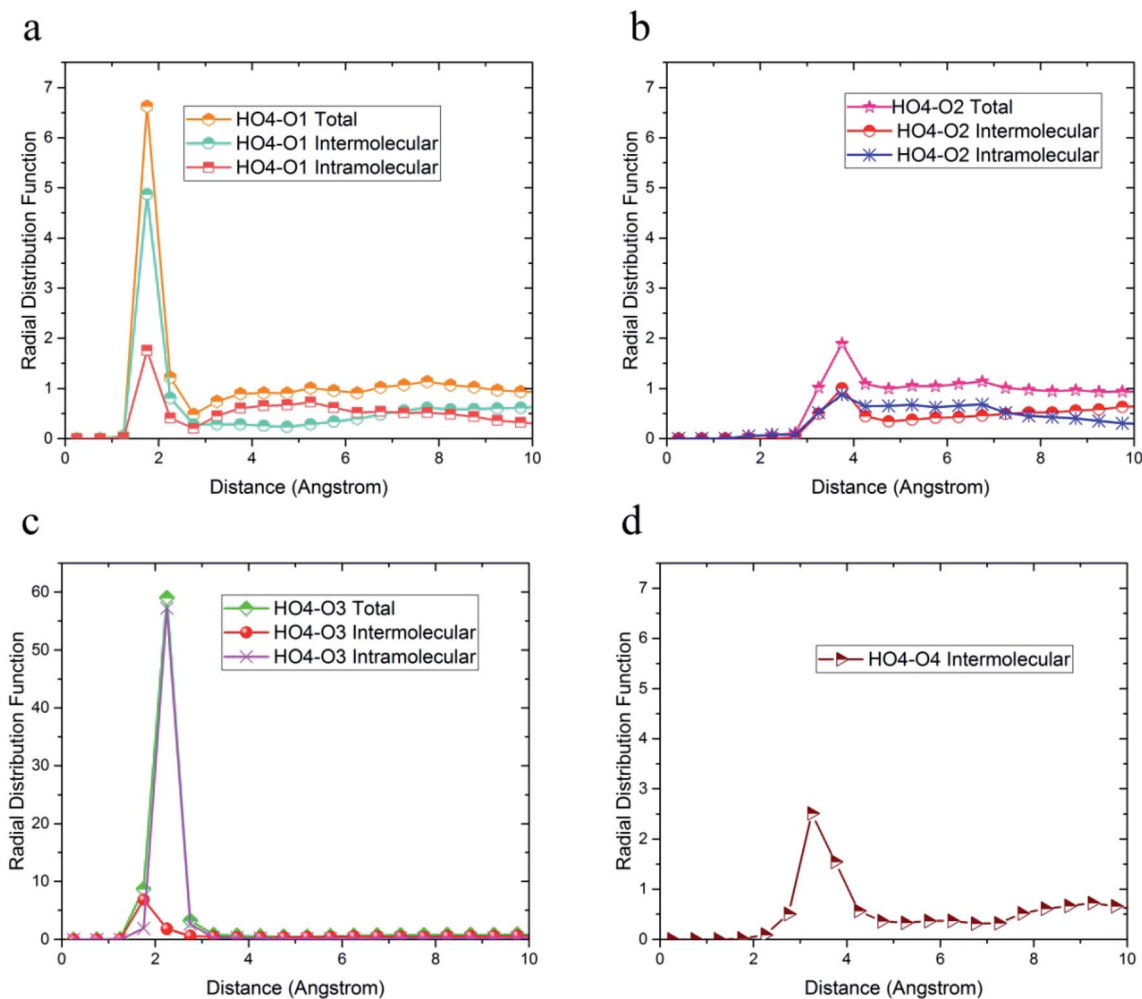 a
7
6
5
4
3
2
1
0
Radial Distribution Function
HO4-O1 Total
HO4-O1 Intermolecular
HO4-O1 Intramolecular
0 2 4 6 8 10
Distance (Angstrom)
b
7
6
5
4
3
2
1
0
Radial Distribution Function
HO4-O2 Total
HO4-O2 Intermolecular
HO4-O2 Intramolecular
0 2 4 6 8 10
Distance (Angstrom)
c
60
50
40
30
20
10
0
Radial Distribution Function
HO4-O3 Total
HO4-O3 Intermolecular
HO4-O3 Intramolecular
0 2 4 6 8 10
Distance (Angstrom)
d
7
6
5
4
3
2
1
0
Radial Distribution Function
HO4-O4 Intermolecular
0 2 4 6 8 10
Distance (Angstrom)